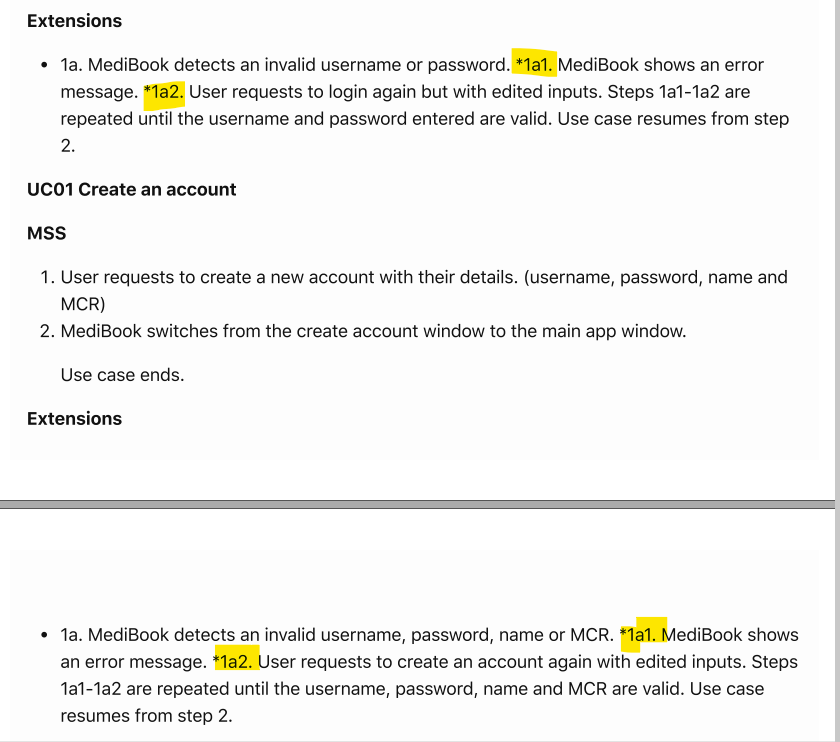 Extensions
• 1a. MediBook detects an invalid username or password. *1a1. MediBook shows an error
message. *1a2. User requests to login again but with edited inputs. Steps 1a1-1a2 are
repeated until the username and password entered are valid. Use case resumes from step
2.
UC01 Create an account
MSS
1. User requests to create a new account with their details. (username, password, name and
MCR)
2. MediBook switches from the create account window to the main app window.
Use case ends.
Extensions
• 1a. MediBook detects an invalid username, password, name or MCR. *1a1. MediBook shows
an error message. *1a2. User requests to create an account again with edited inputs. Steps
1a1-1a2 are repeated until the username, password, name and MCR are valid. Use case
resumes from step 2.